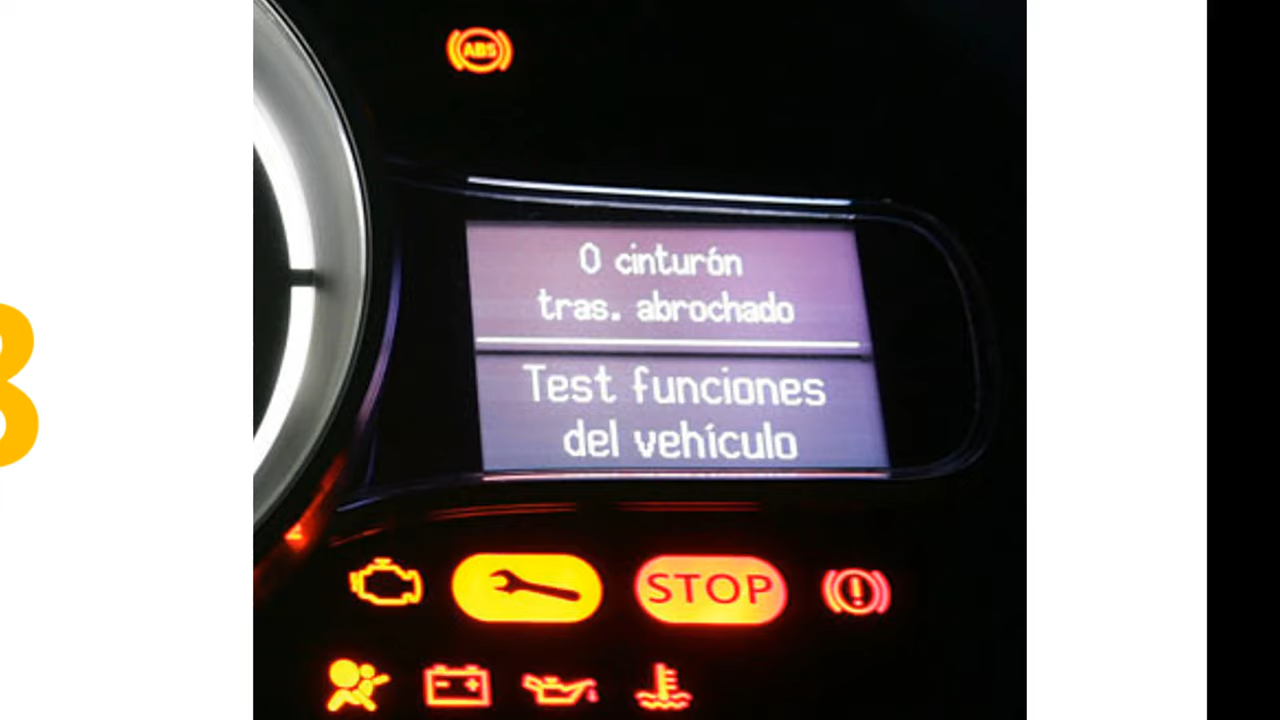 ABS
0 cinturón
tras. abrochado
Test funciones
del vehículo
STOP